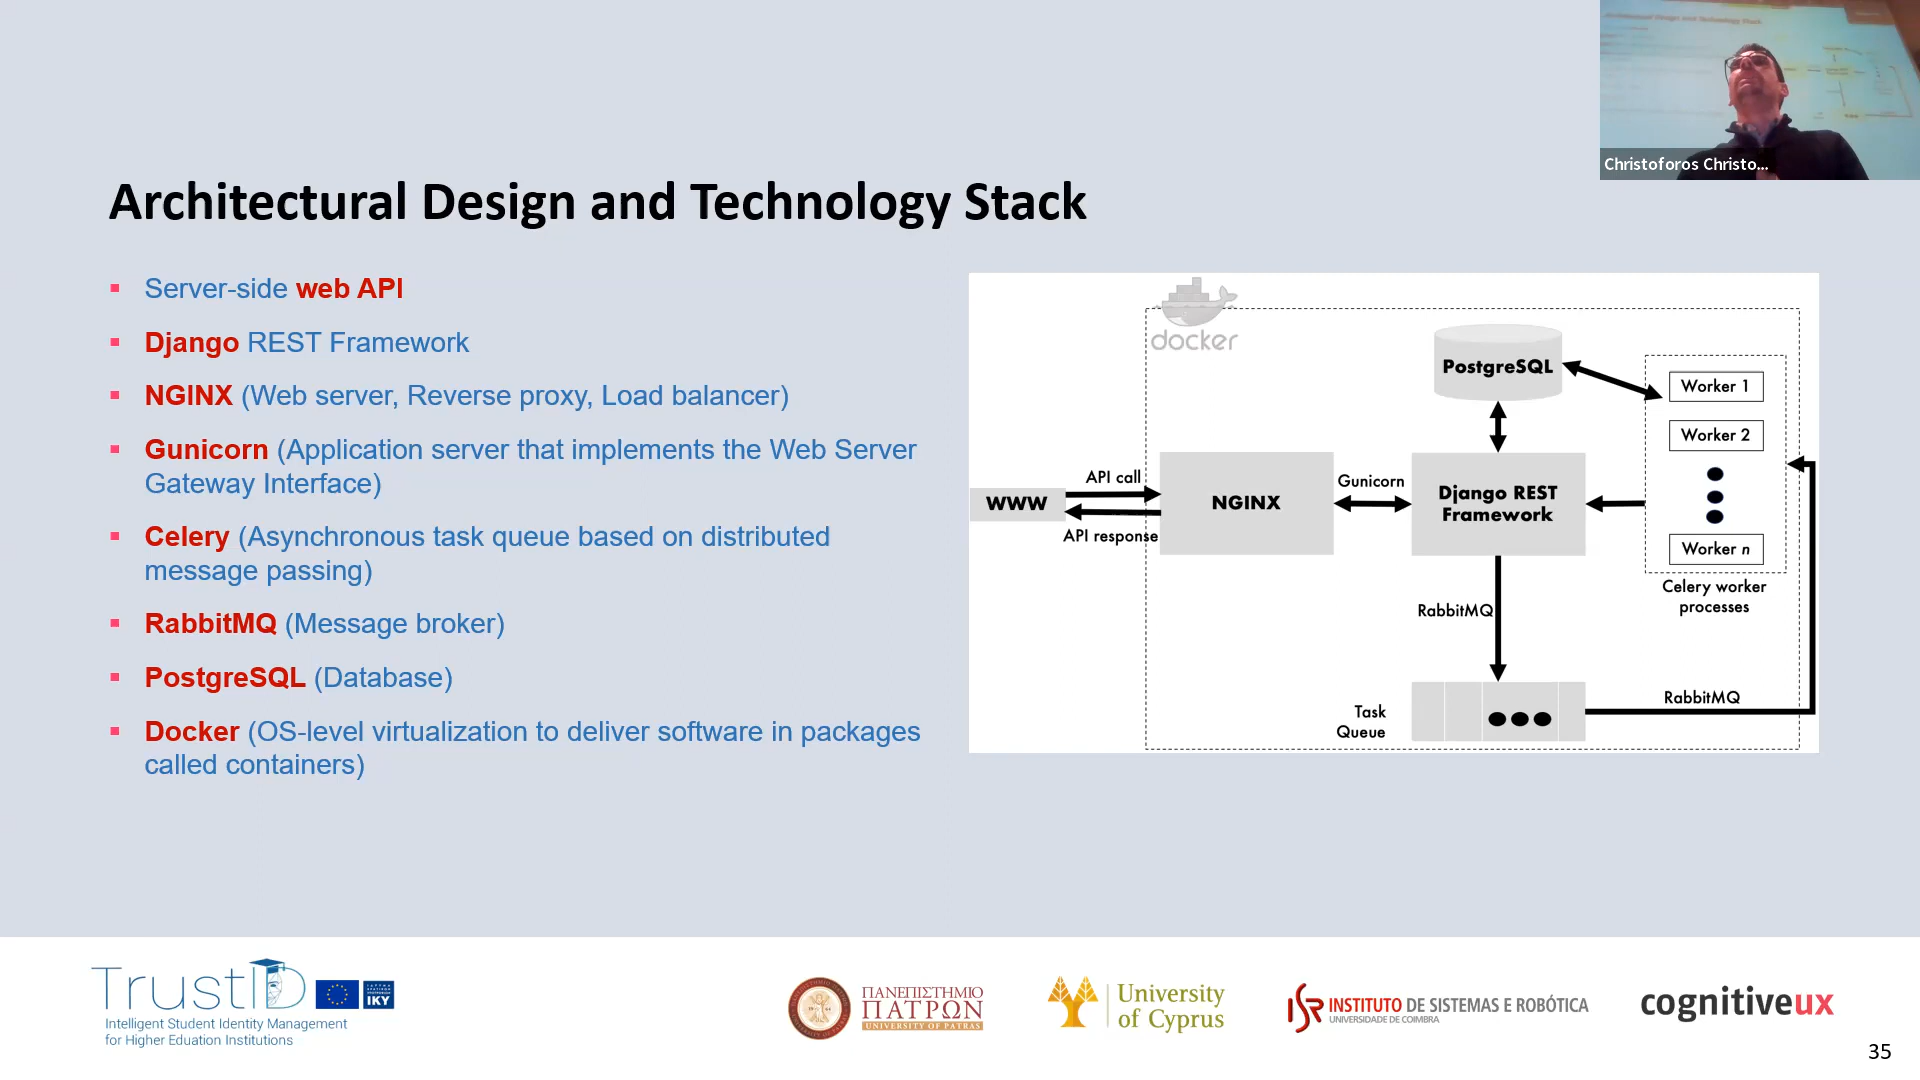 Christoforos Christo...
Architectural Design and Technology Stack
Server-side web API
Django REST Framework
NGINX (Web server, Reverse proxy, Load balancer)
Gunicorn (Application server that implements the Web Server
Gateway Interface)
Celery (Asynchronous task queue based on distributed
message passing)
RabbitMQ (Message broker)
PostgreSQL (Database)
Docker (OS-level virtualization to deliver software in packages
called containers)
docker
PostgreSQL
Worker 1
Worker 2
Worker n
Celery worker
processes
WWW
API call
API response
NGINX
Gunicorn
Django REST
Framework
RabbitMQ
Task
Queue
RabbitMQ
TrustID
IKY
Intelligent Student Identity Management
for Higher Eduation Institutions
ΠΑΝΕΠΙΣΤΗΜΙΟ
ΠΑΤΡΩΝ
UNIVERSITY OF PATRAS
University
of Cyprus
ISR INSTITUTO DE SISTEMAS E ROBÓTICA
UNIVERSIDADE DE COIMBRA
cognitiveux
35